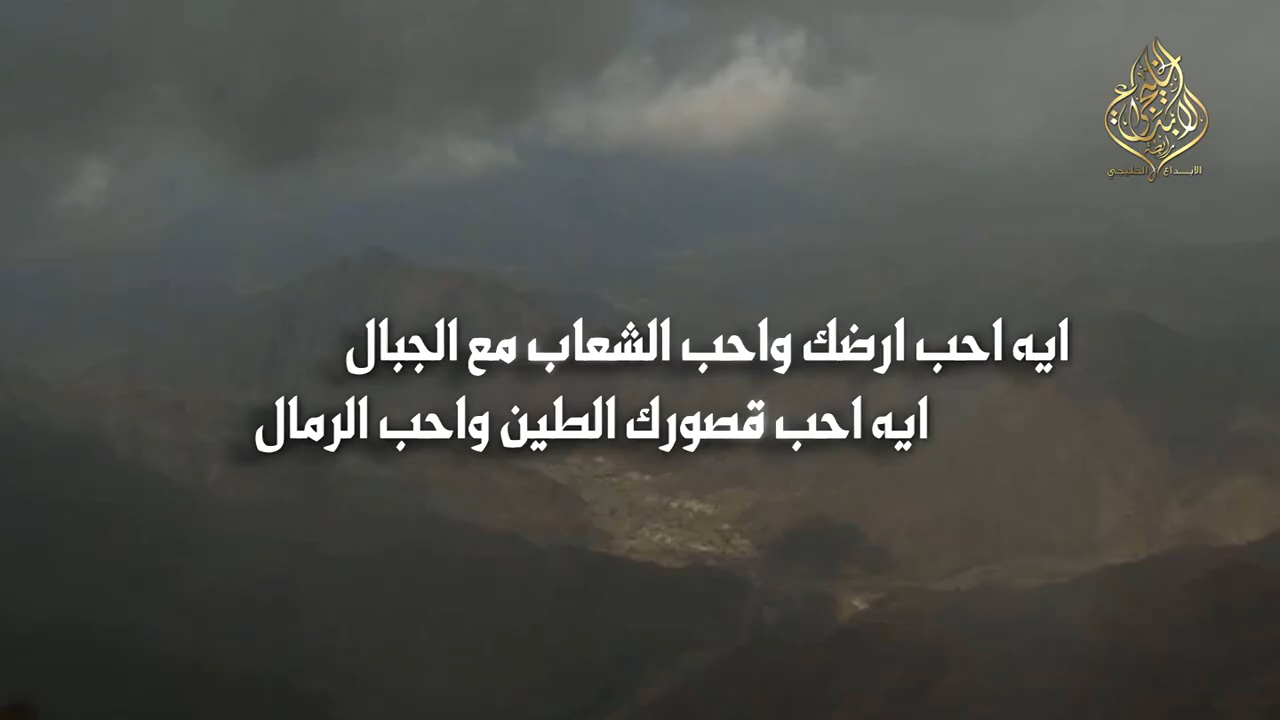 ايه احب ارضك واحب الشعاب مع الجبال
ايه احب قصورك الطين واحب الرمال
الابداع الخليجي